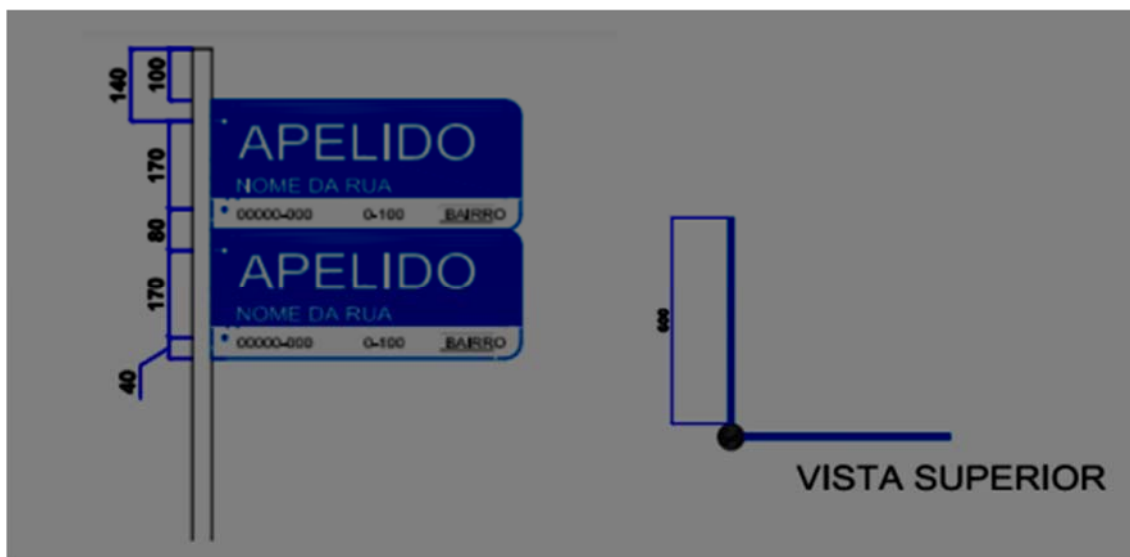 140
100
170
80
170
40
APELIDO
NOME DA RUA
00000-000 0-100 BAIRRO
APELIDO
NOME DA RUA
00000-000 0-100 BAIRRO
600
VISTA SUPERIOR